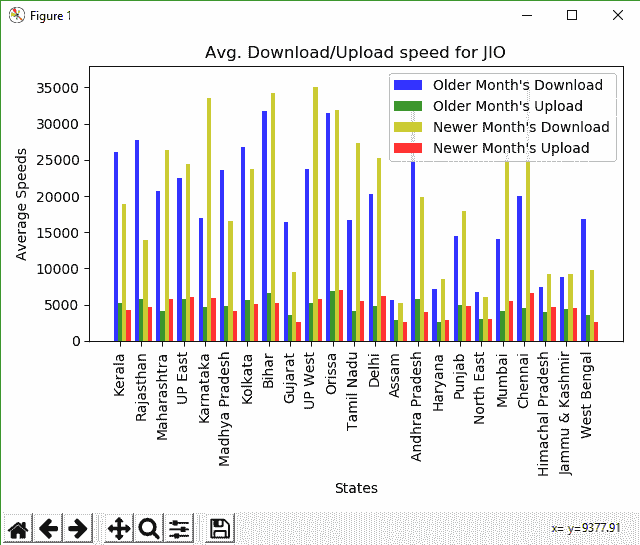 Figure 1
Avg. Download/Upload speed for JIO
Older Month's Download
Older Month's Upload
Newer Month's Download
Newer Month's Upload
Average Speeds
35000
30000
25000
20000
15000
10000
5000
0
Kerala
Rajasthan
Maharashtra
UP East
Karnataka
Madhya Pradesh
Kolkata
Bihar
Gujarat
UP West
Orissa
Tamil Nadu
Delhi
Assam
Andhra Pradesh
Haryana
Punjab
North East
Mumbai
Chennai
Himachal Pradesh
Jammu & Kashmir
West Bengal
States
x= y=9377.91